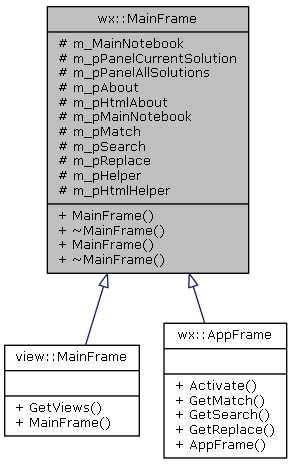 wx::MainFrame
# m_MainNotebook
# m_pPanelCurrentSolution
# m_pPanelAllSolutions
# m_pAbout
# m_pHtmlAbout
# m_pMainNotebook
# m_pMatch
# m_pSearch
# m_pReplace
# m_pHelper
# m_pHtmlHelper
+ MainFrame()
+ ~MainFrame()
+ MainFrame()
+ ~MainFrame()
view::MainFrame
+ GetViews()
+ MainFrame()
wx::AppFrame
+ Activate()
+ GetMatch()
+ GetSearch()
+ GetReplace()
+ AppFrame()